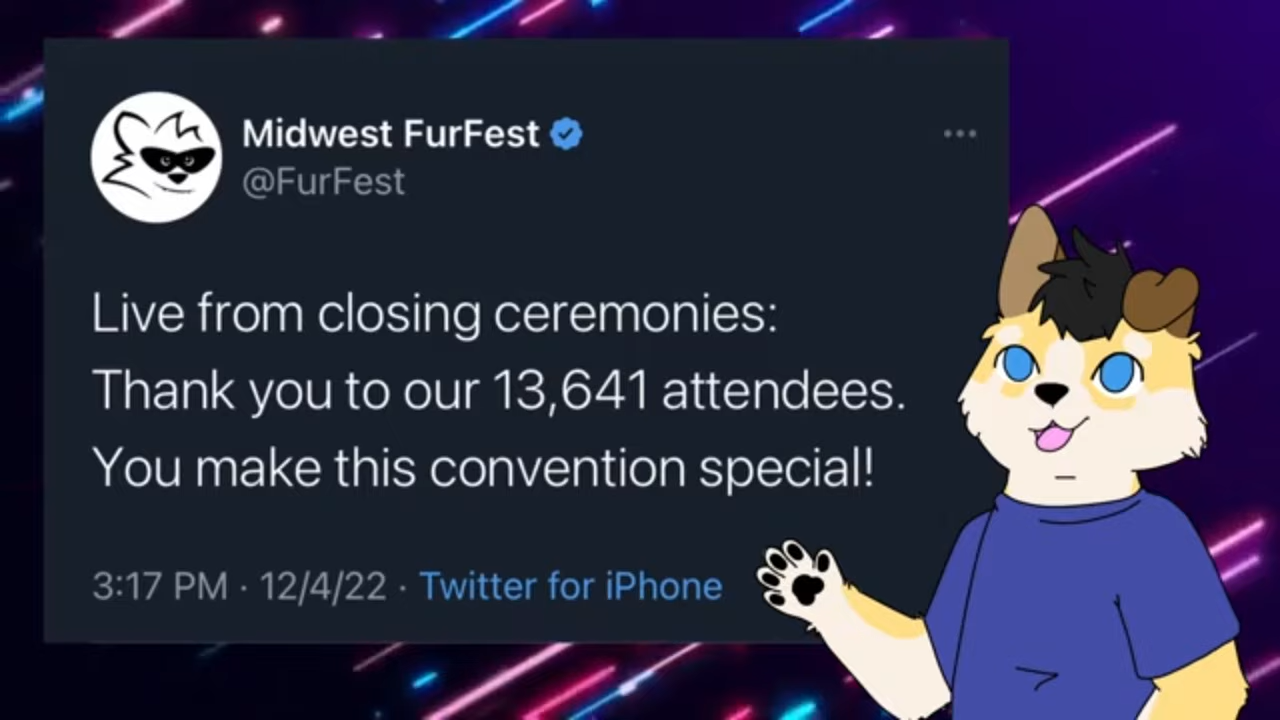 Midwest FurFest
@FurFest
Live from closing ceremonies:
Thank you to our 13,641 attendees.
You make this convention special!
3:17 PM · 12/4/22 · Twitter for iPhone